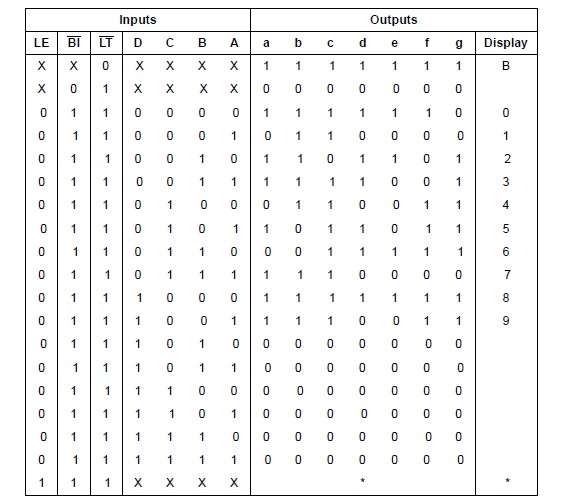 Inputs Outputs
LE B̅I̅ L̅T̅ D C B A a b c d e f g Display
X X 0 X X X X 1 1 1 1 1 1 1 B
X 0 1 X X X X 0 0 0 0 0 0 0
0 1 1 0 0 0 0 1 1 1 1 1 1 0 0
0 1 1 0 0 0 1 0 1 1 0 0 0 0 1
0 1 1 0 0 1 0 1 1 0 1 1 0 1 2
0 1 1 0 0 1 1 1 1 1 1 0 0 1 3
0 1 1 0 1 0 0 0 1 1 0 0 1 1 4
0 1 1 0 1 0 1 1 0 1 1 0 1 1 5
0 1 1 0 1 1 0 0 0 1 1 1 1 1 6
0 1 1 0 1 1 1 1 1 1 0 0 0 0 7
0 1 1 1 0 0 0 1 1 1 1 1 1 1 8
0 1 1 1 0 0 1 1 1 1 0 0 1 1 9
0 1 1 1 0 1 0 0 0 0 0 0 0 0
0 1 1 1 0 1 1 0 0 0 0 0 0 0
0 1 1 1 1 0 0 0 0 0 0 0 0 0
0 1 1 1 1 0 1 0 0 0 0 0 0 0
0 1 1 1 1 1 0 0 0 0 0 0 0 0
0 1 1 1 1 1 1 0 0 0 0 0 0 0
1 1 1 X X X X * *